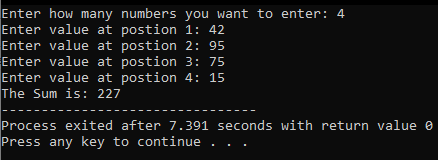 Enter how many numbers you want to enter: 4
Enter value at postion 1: 42
Enter value at postion 2: 95
Enter value at postion 3: 75
Enter value at postion 4: 15
The Sum is: 227
--------------------------------
Process exited after 7.391 seconds with return value 0
Press any key to continue . . .